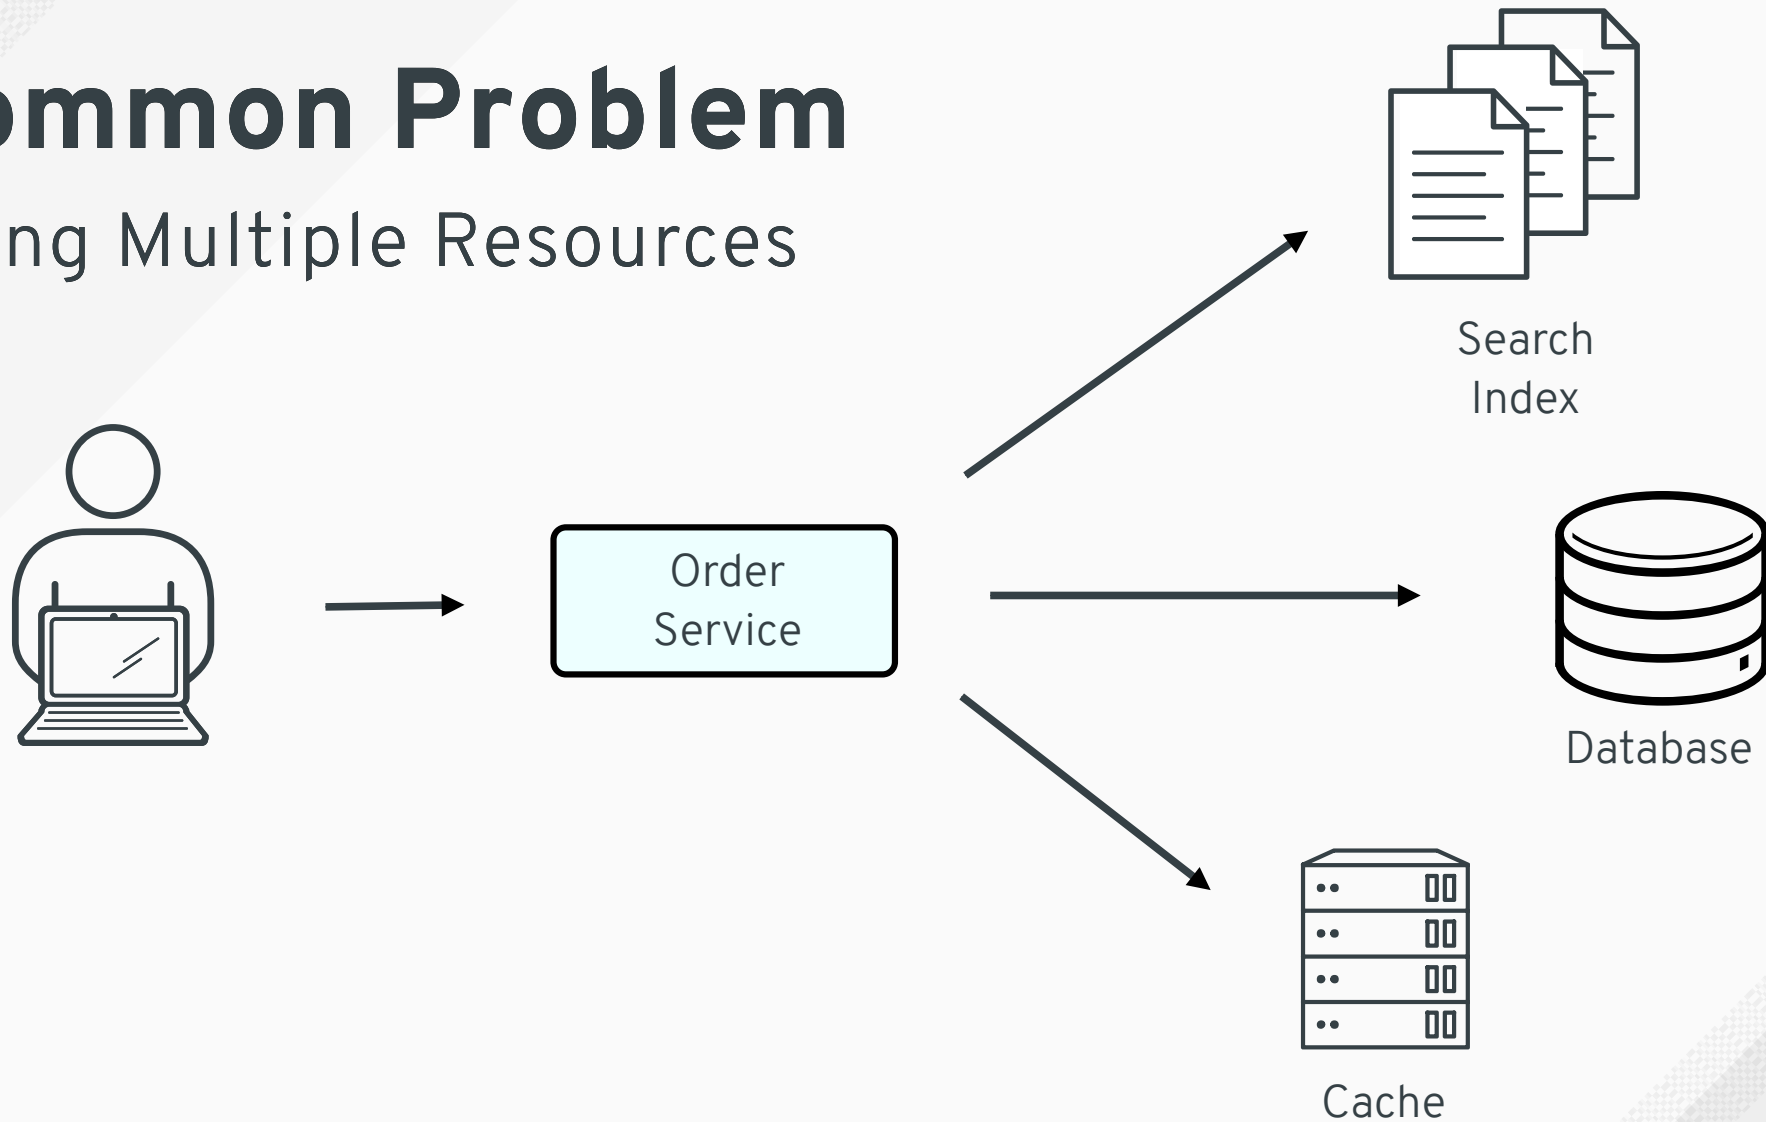 ommon Problem
ng Multiple Resources
Search
Index
Order
Service
Database
Cache